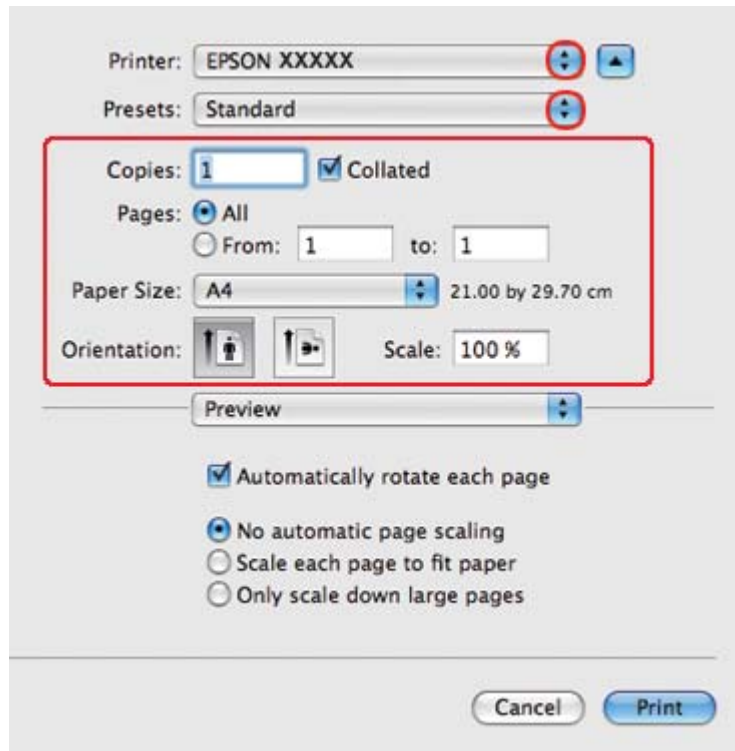 Printer: EPSON XXXXX
Presets: Standard
Copies: 1 Collated
Pages: All
From: 1 to: 1
Paper Size: A4 21.00 by 29.70 cm
Orientation: Scale: 100 %
Preview
Automatically rotate each page
No automatic page scaling
Scale each page to fit paper
Only scale down large pages
Cancel Print